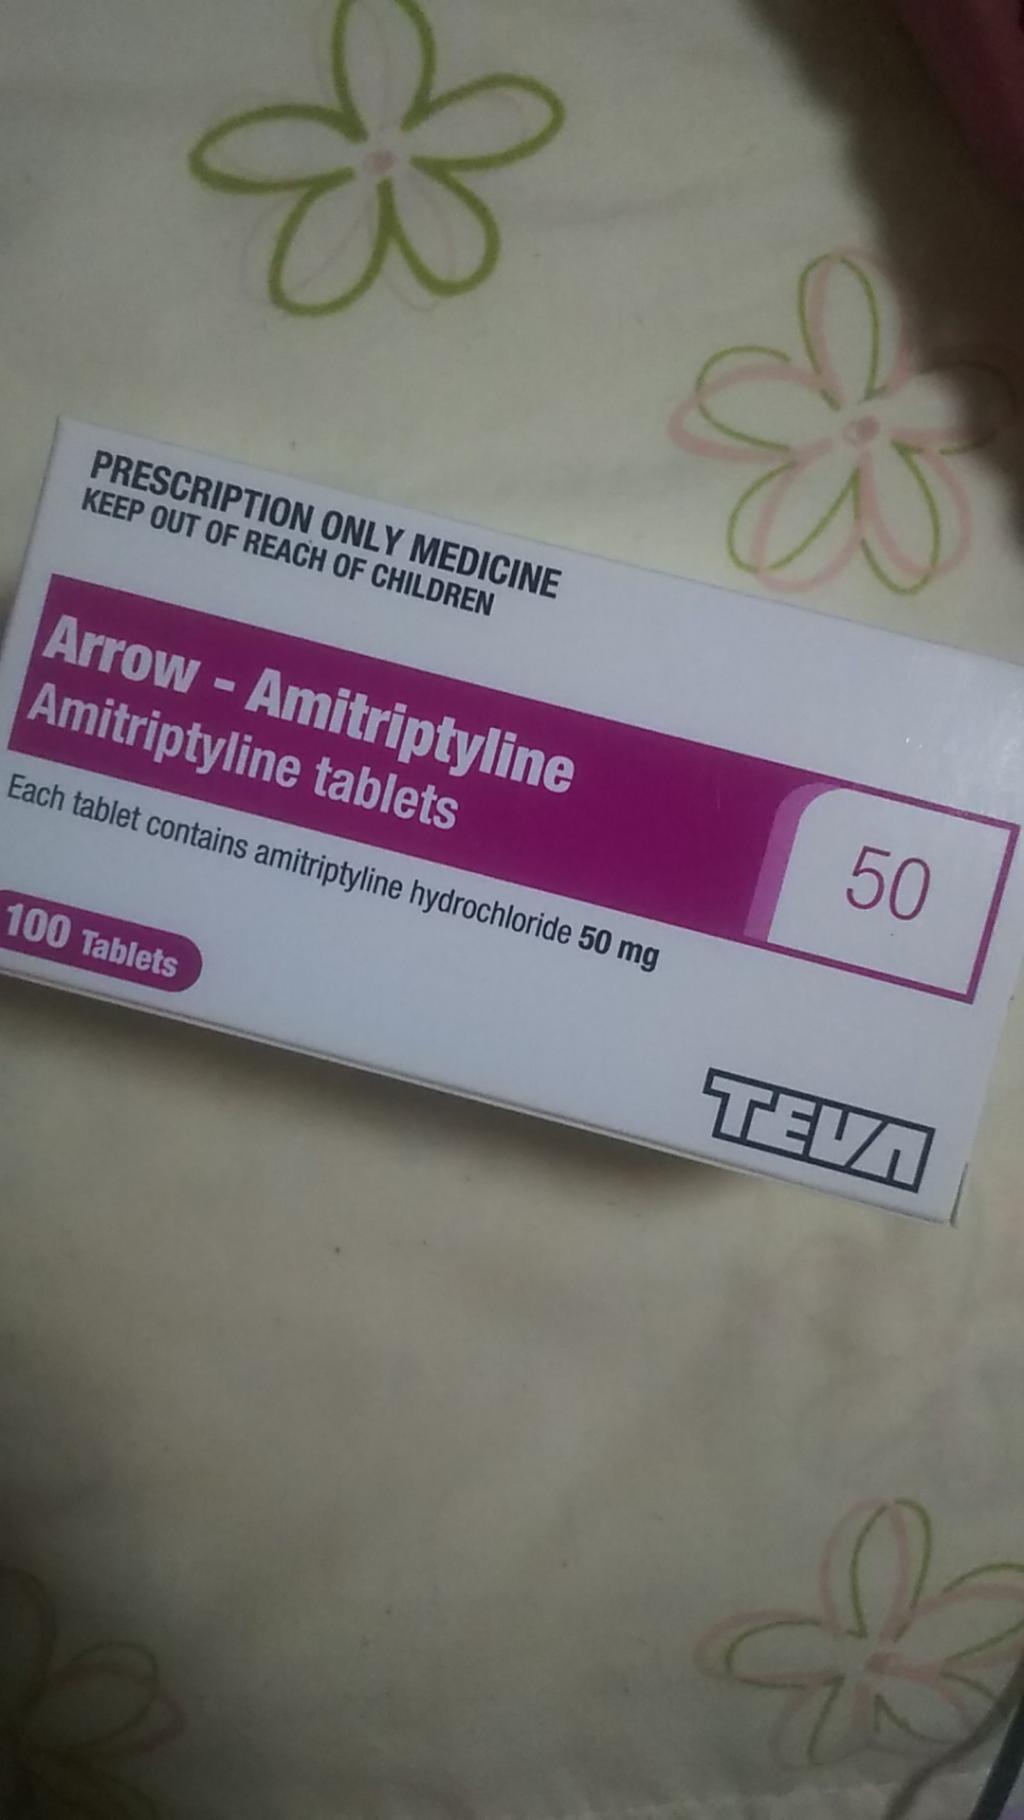 PRESCRIPTION ONLY MEDICINE
KEEP OUT OF REACH OF CHILDREN
Arrow - Amitriptyline
Amitriptyline tablets
50
Each tablet contains amitriptyline hydrochloride 50 mg
100 Tablets
TEVA